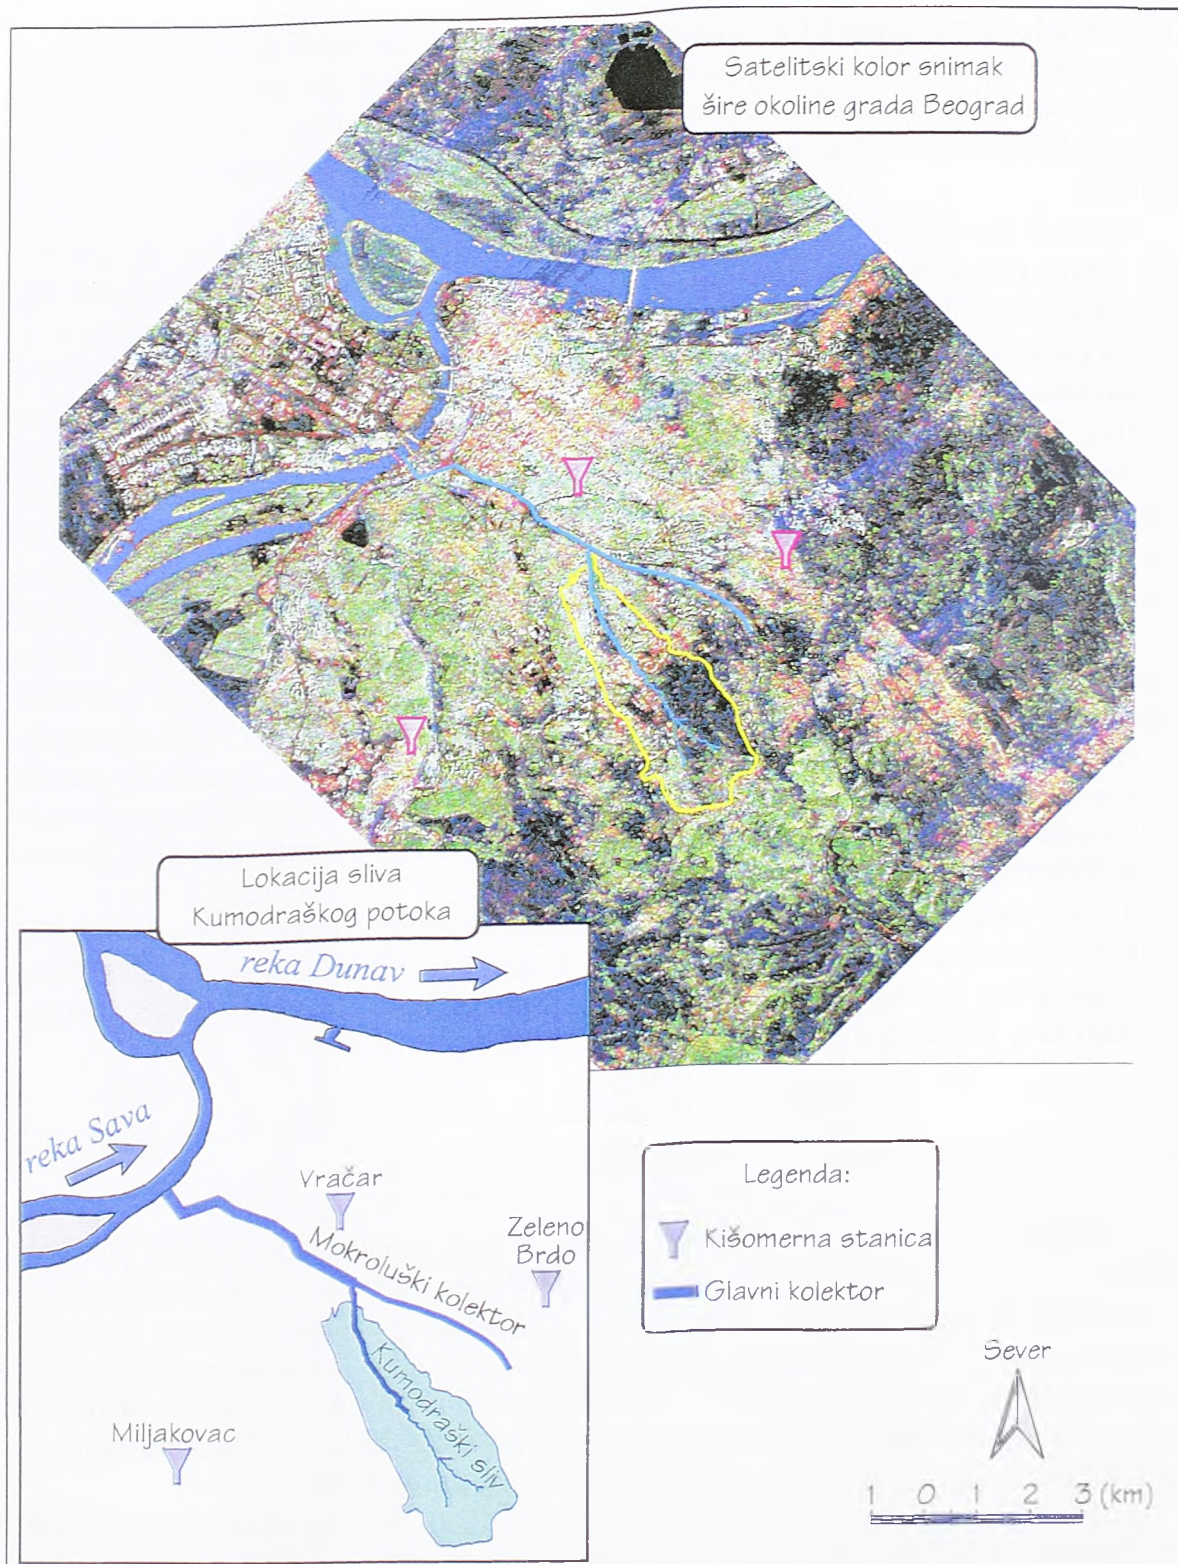 Satelitski kolor snimak
šire okoline grada Beograd
Lokacija sliva
Kumodraškog potoka
reka Dunav
reka Sava
Vračar
Zeleno
Brdo
Mokroluški kolektor
Kumodraški sliv
Miljakovac
Legenda:
Kišomerna stanica
Glavni kolektor
Sever
1 0 1 2 3 (km)